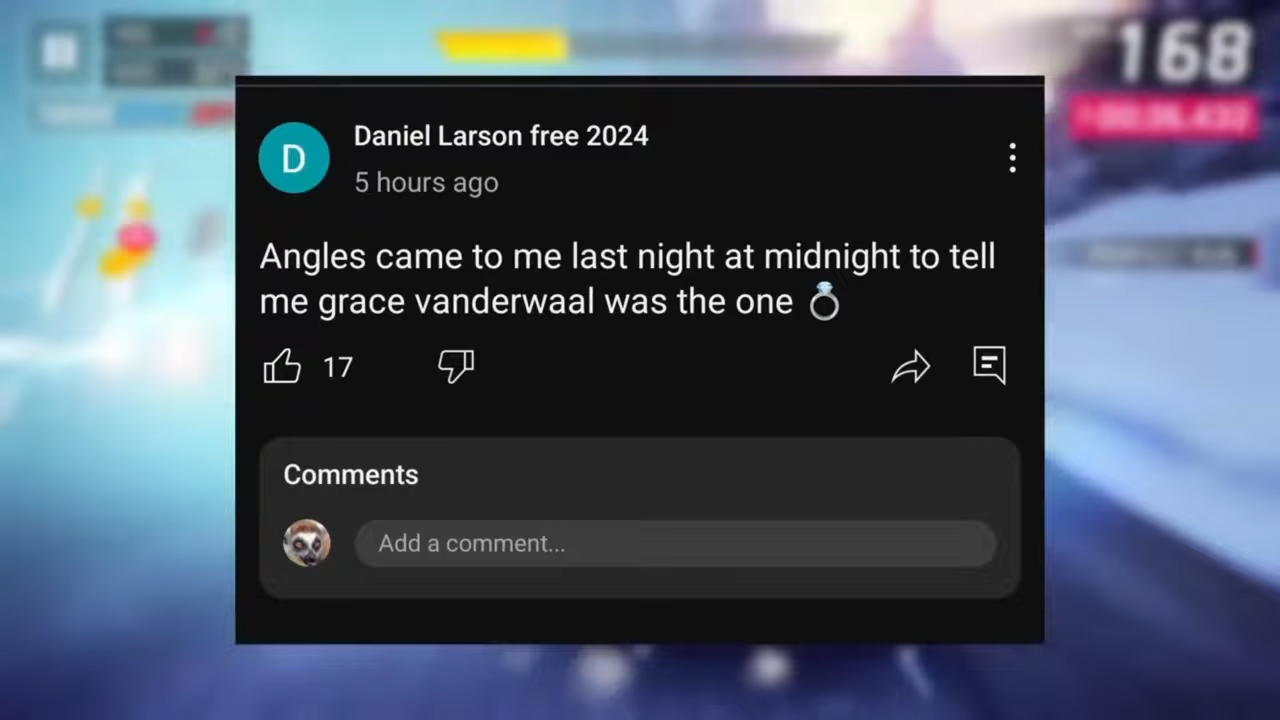 168
D
Daniel Larson free 2024
5 hours ago
Angles came to me last night at midnight to tell
me grace vanderwaal was the one 💍
17
Comments
Add a comment...